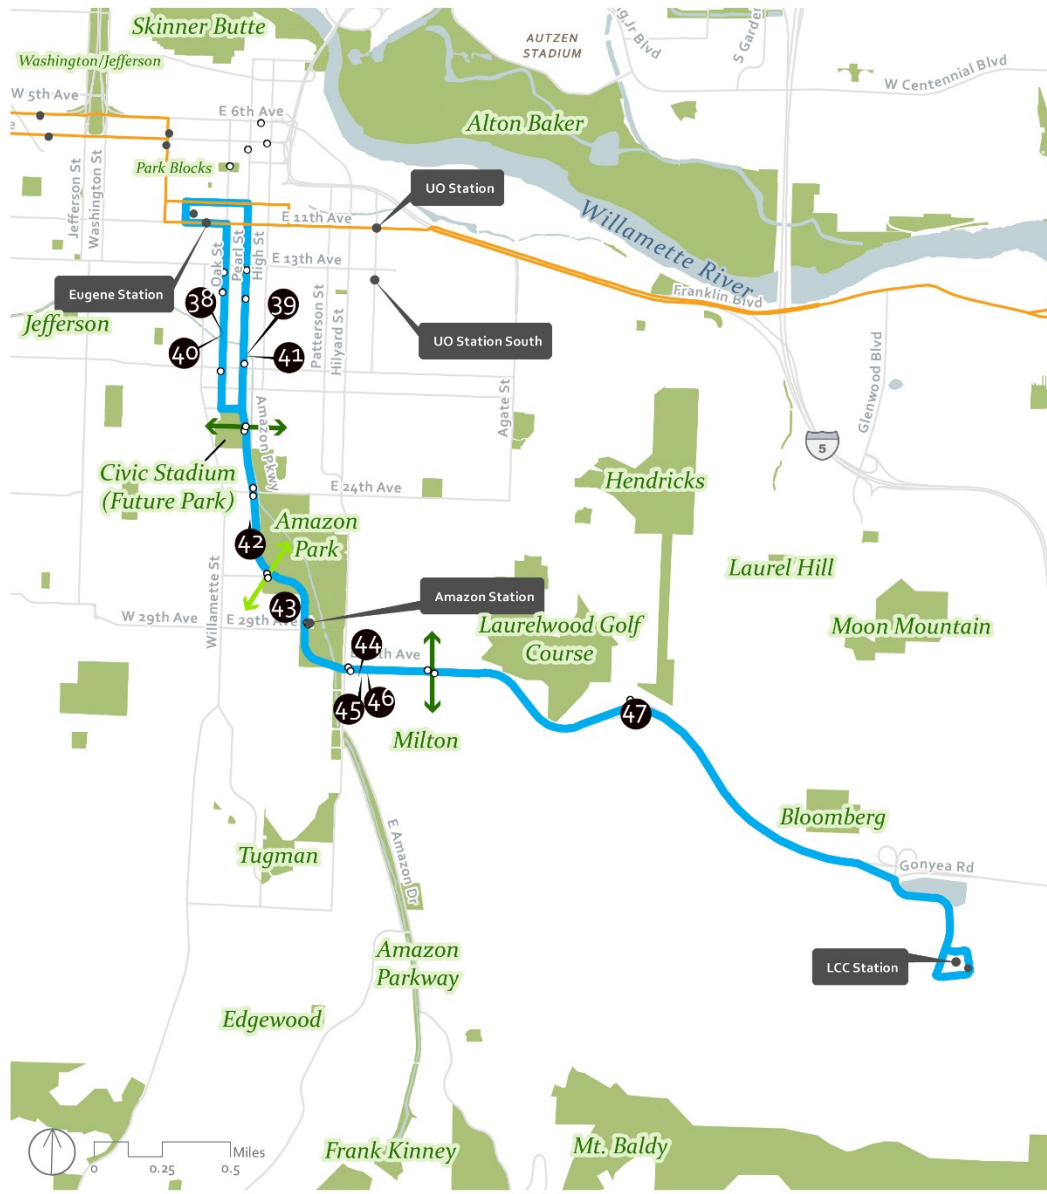 Skinner Butte
AUTZEN
STADIUM
Jr Blvd
S Garden
Washington/Jefferson
W Centennial Blvd
W 5th Ave
E 6th Ave
Alton Baker
Park Blocks
UO Station
Jefferson St
Washington St
E 11th Ave
Willamette River
Oak St
Pearl St
High St
E 13th Ave
Eugene Station
Franklin Blvd
38
39
Jefferson
Patterson St
Hilyard St
UO Station South
40
41
Glenwood Blvd
Agate St
Amazon Pkwy
5
Civic Stadium
(Future Park)
E 24th Ave
Hendricks
Amazon
Park
42
Laurel Hill
Willamette St
Amazon Station
43
W 29th Ave
E 29th Ave
Laurelwood Golf
Course
Moon Mountain
44
Ave
45
46
47
Milton
Bloomberg
Tugman
E Amazon Dr
Gonyea Rd
Amazon
Parkway
LCC Station
Edgewood
Frank Kinney
Mt. Baldy
Miles
0
0.25
0.5